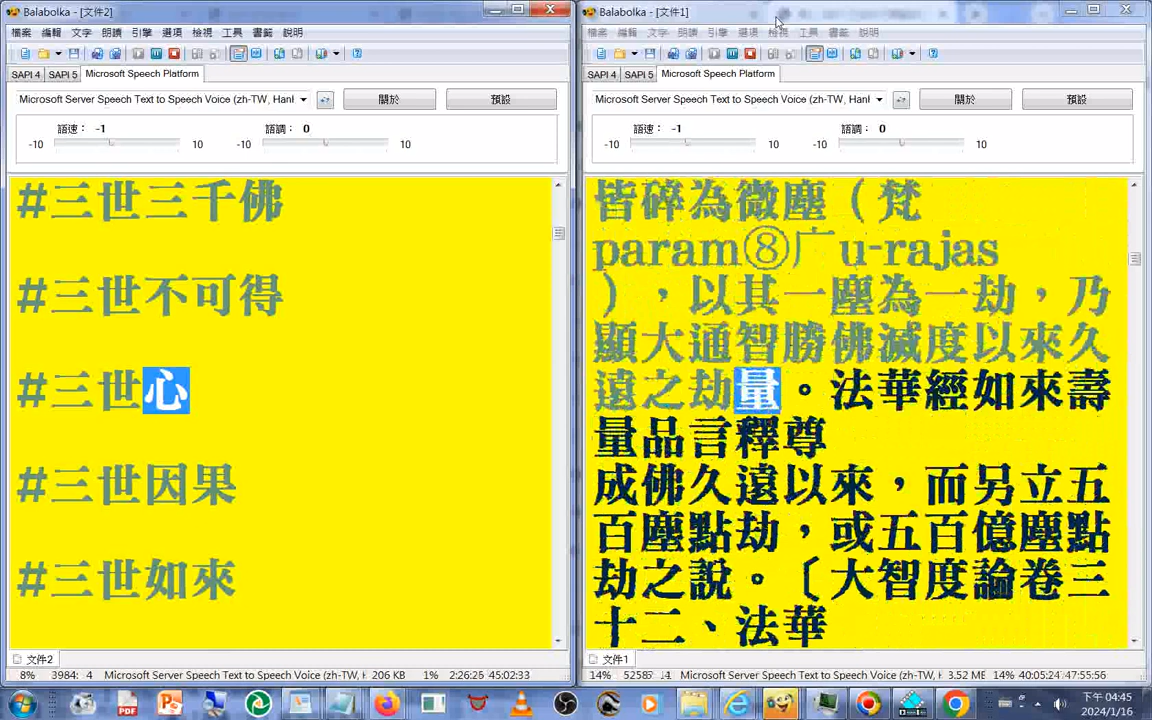 Balabolka - [文件2]
檔案 編輯 文字 朗讀 引擎 選項 檢視 工具 書籤 說明
SAPI 4 SAPI 5 Microsoft Speech Platform
Microsoft Server Speech Text to Speech Voice (zh-TW, Hanl 關於 預設
語速： -1 語調： 0
-10 10 -10 10
#三世三千佛
#三世不可得
#三世心
#三世因果
#三世如來
文件2
8% 3984: 4 Microsoft Server Speech Text to Speech Voice (zh-TW, H 206 KB 1% 2:26:25 45:02:33
Balabolka - [文件1]
檔案 編輯 文字 朗讀 引擎 選項 檢視 工具 書籤 說明
SAPI 4 SAPI 5 Microsoft Speech Platform
Microsoft Server Speech Text to Speech Voice (zh-TW, Hanl 關於 預設
語速： -1 語調： 0
-10 10 -10 10
皆碎為微塵（梵
param⑧广u-rajas
），以其一塵為一劫，乃
顯大通智勝佛滅度以來久
遠之劫量。法華經如來壽
量品言釋尊
成佛久遠以來，而另立五
百塵點劫，或五百億塵點
劫之說。〔大智度論卷三
十二、法華
文件1
14% Microsoft Server Speech Text to Speech Voice (zh-TW, H 3.52 ME 14% 40:05:24 47:55:56
下午 04:45
2024/1/16